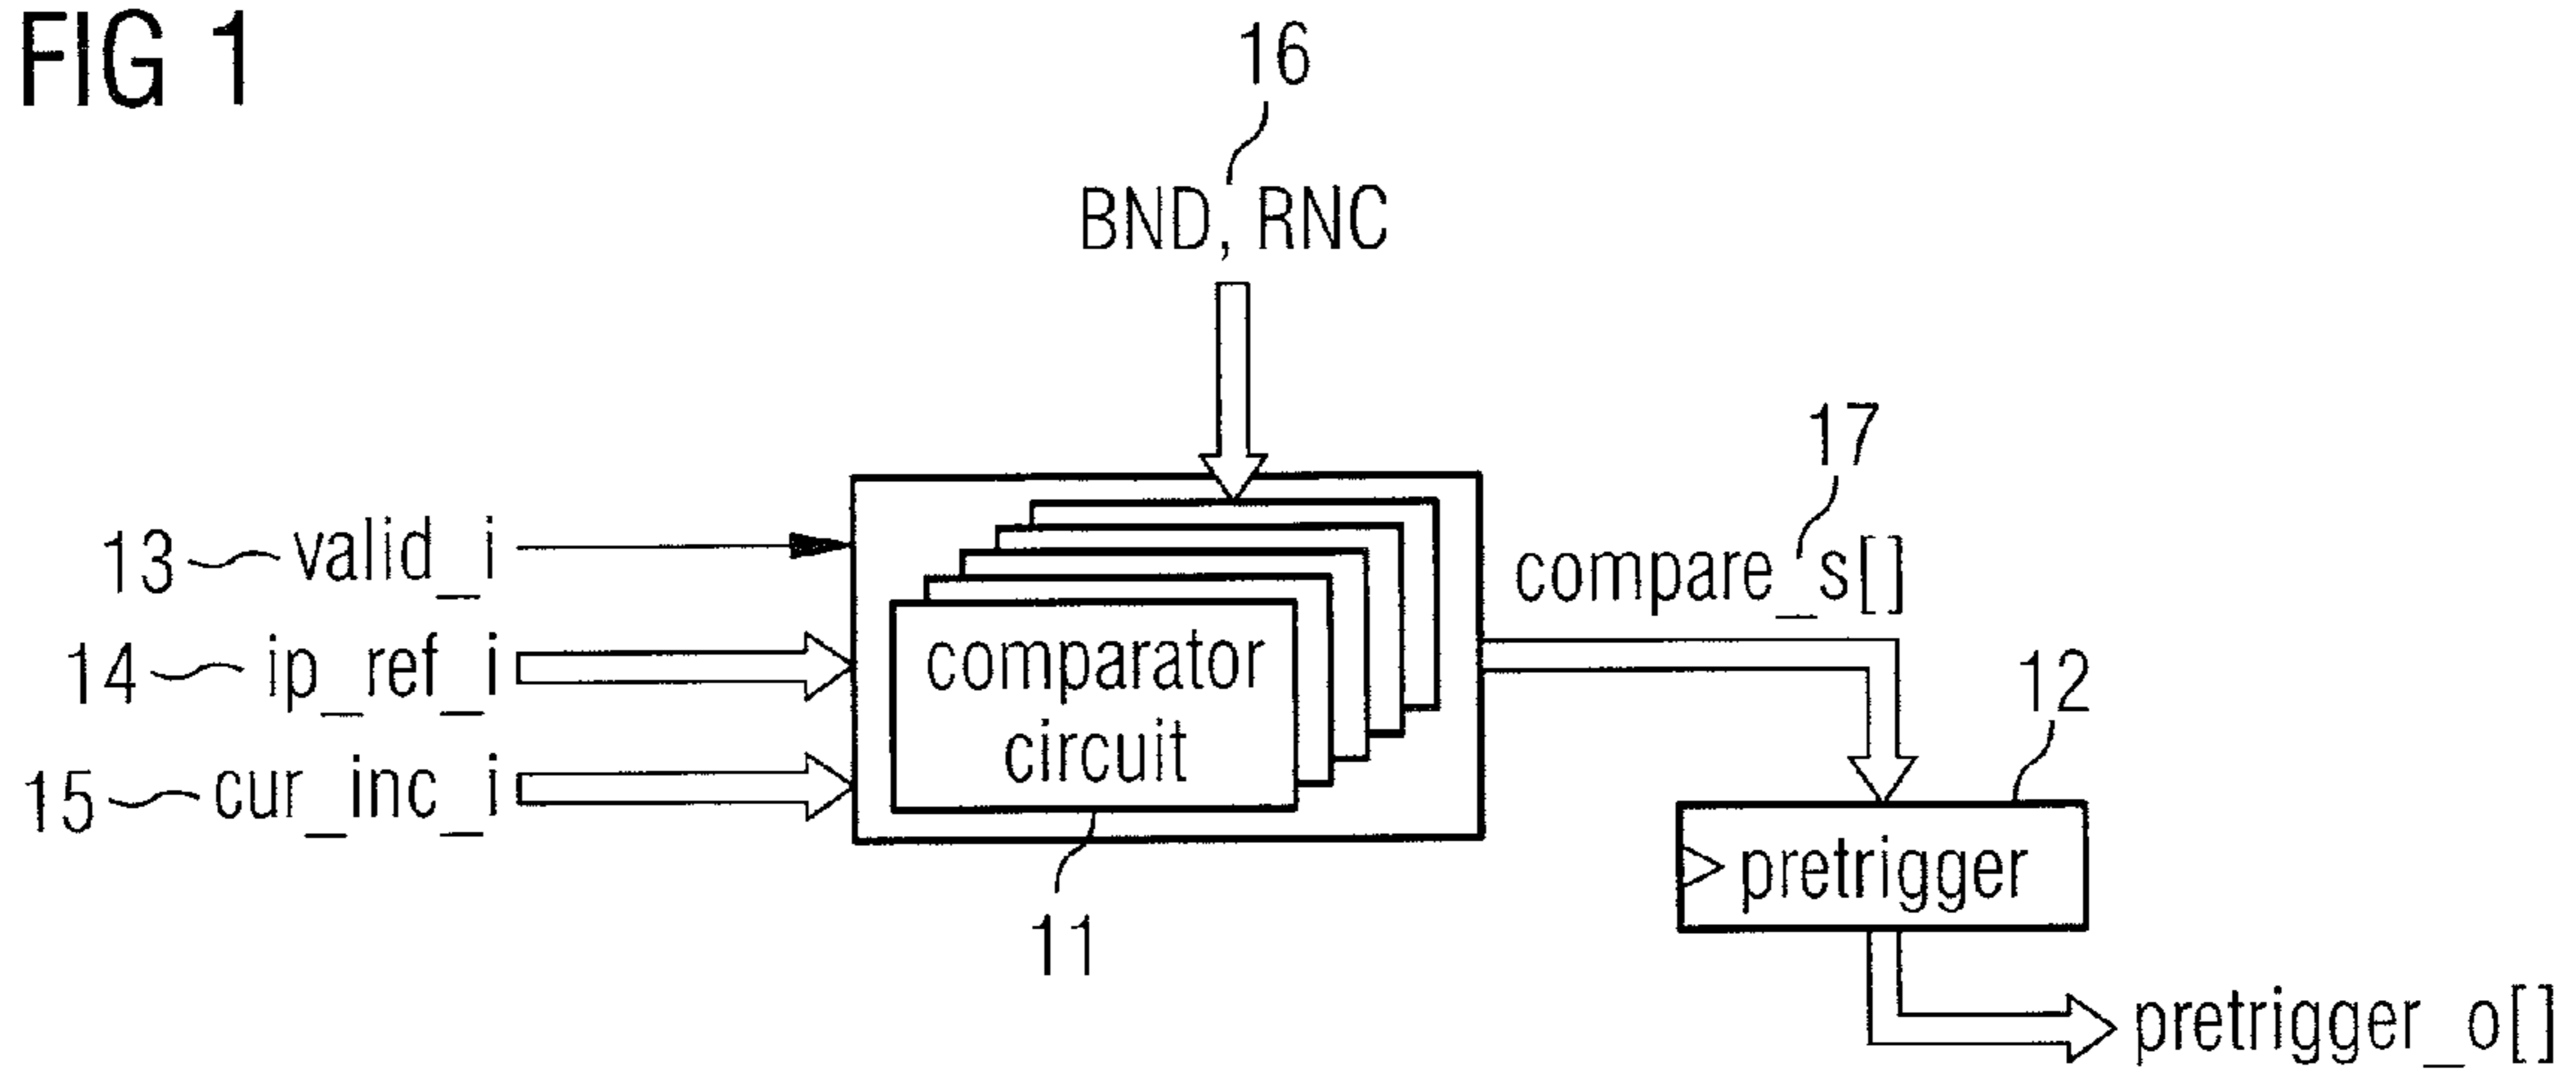 FIG 1
16
BND, RNC
17
13 valid_i
compare_s[]
14 ip_ref_i
comparator
circuit
12
15 cur_inc_i
pretrigger
11
pretrigger_o[]